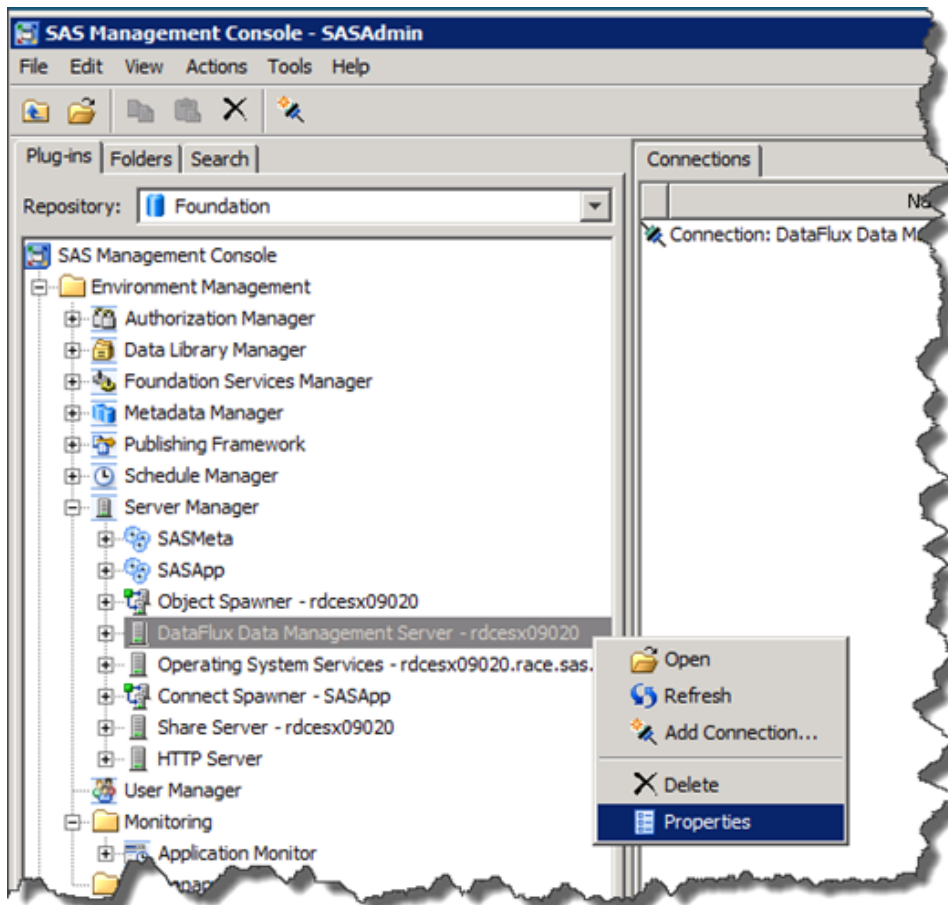 SAS Management Console - SASAdmin
File Edit View Actions Tools Help
Plug-ins Folders Search
Connections
Repository: Foundation
SAS Management Console
Connection: DataFlux Data
Environment Management
Authorization Manager
Data Library Manager
Foundation Services Manager
Metadata Manager
Publishing Framework
Schedule Manager
Server Manager
SASMeta
SASApp
Object Spawner - rdcesx09020
DataFlux Data Management Server - rdcesx09020
Operating System Services - rdcesx09020.race.sas.
Connect Spawner - SASApp
Share Server - rdcesx09020
HTTP Server
User Manager
Monitoring
Application Monitor
Open
Refresh
Add Connection...
Delete
Properties